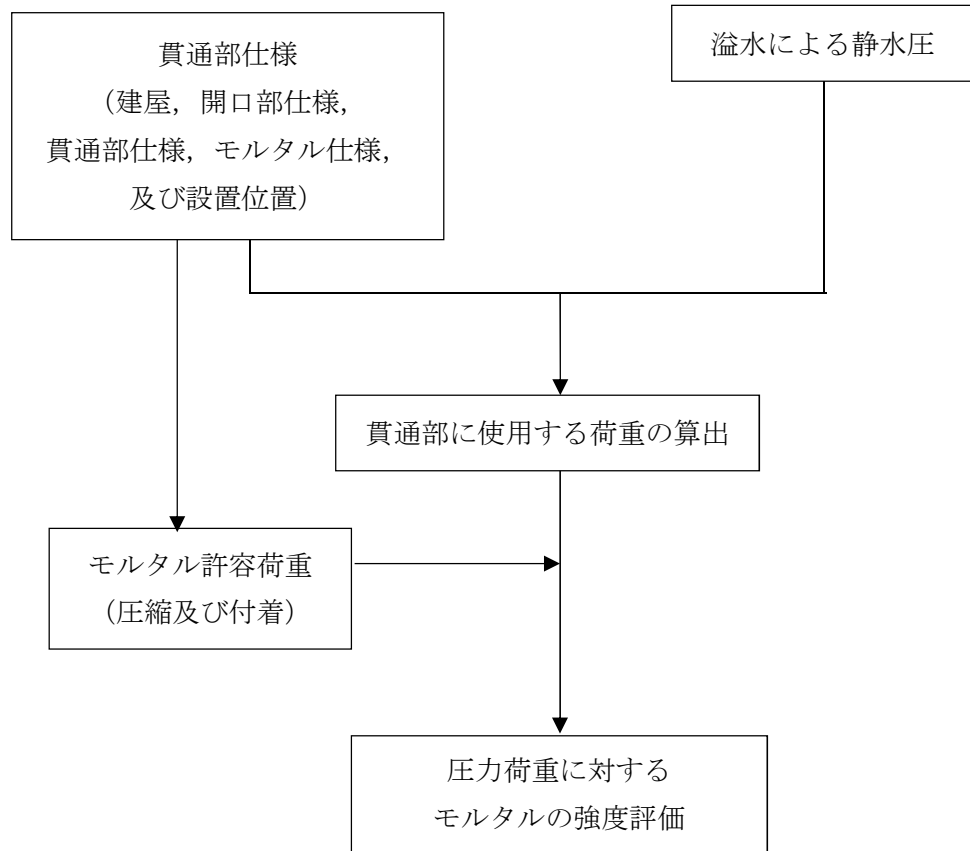 貫通部仕様
（建屋，開口部仕様，
貫通部仕様，モルタル仕様，
及び設置位置）
溢水による静水圧
貫通部に使用する荷重の算出
モルタル許容荷重
（圧縮及び付着）
圧力荷重に対する
モルタルの強度評価